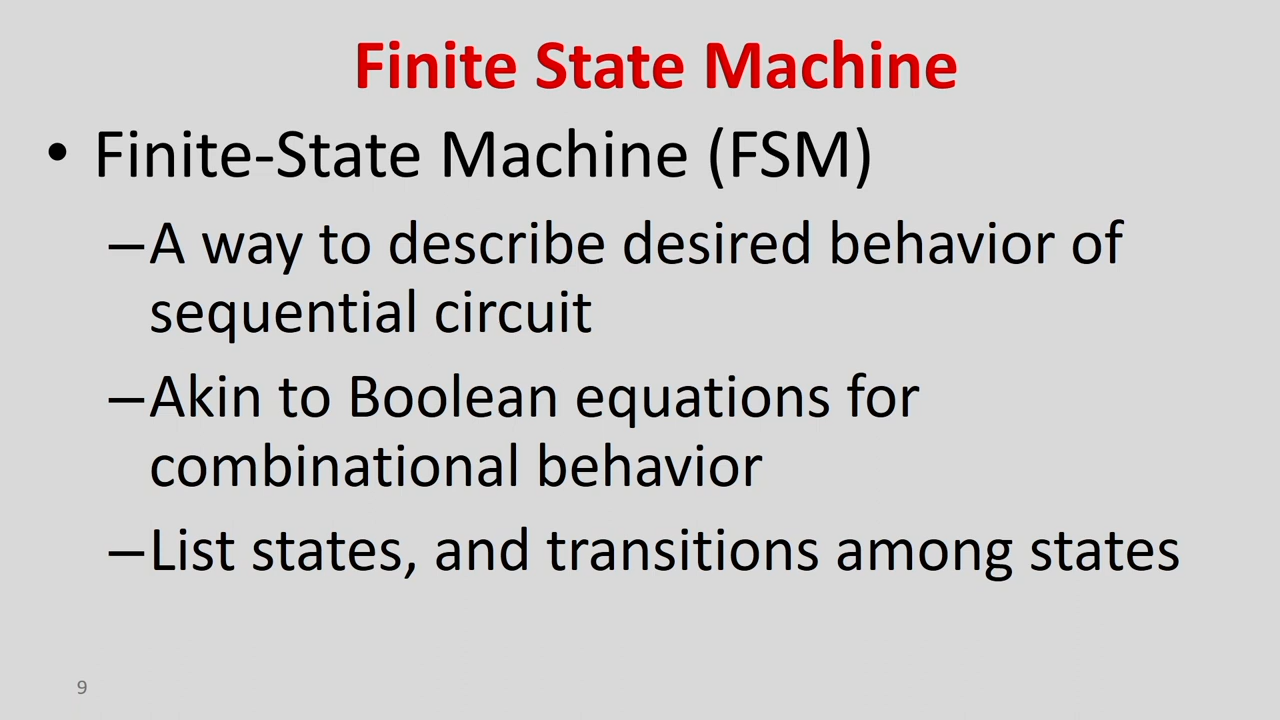 Finite State Machine
• Finite-State Machine (FSM)
–A way to describe desired behavior of
sequential circuit
–Akin to Boolean equations for
combinational behavior
–List states, and transitions among states
9